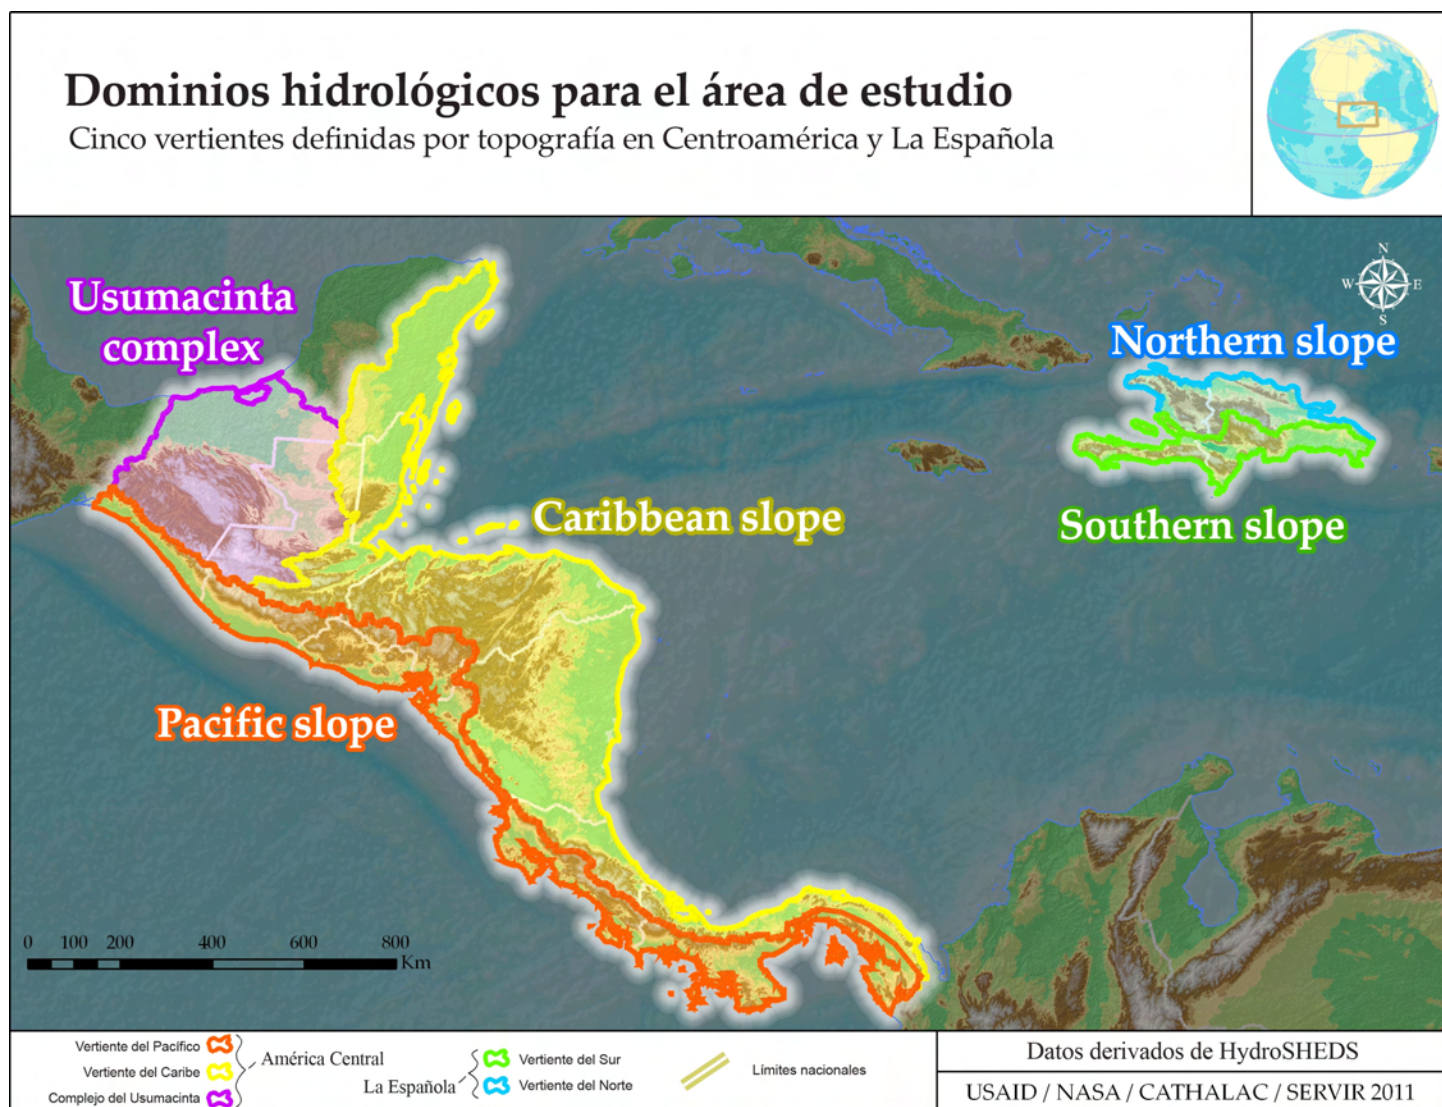 Dominios hidrológicos para el área de estudio
Cinco vertientes definidas por topografía en Centroamérica y La Española
N
W
E
S
Usumacinta
complex
Northern slope
Caribbean slope
Southern slope
Pacific slope
0 100 200 400 600 800
Km
Vertiente del Pacífico
Vertiente del Caribe
Complejo del Usumacinta
América Central
La Española
Vertiente del Sur
Vertiente del Norte
Límites nacionales
Datos derivados de HydroSHEDS
USAID / NASA / CATHALAC / SERVIR 2011